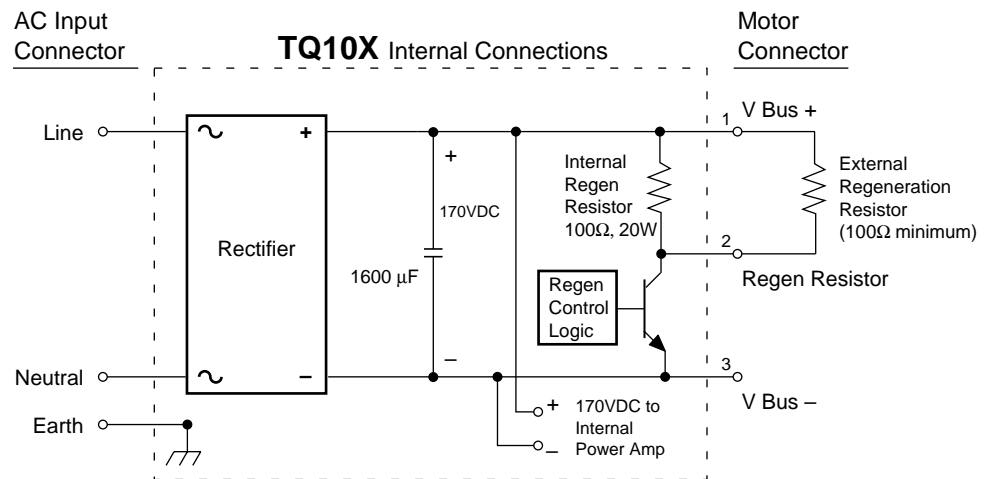 AC Input
Connector
TQ10X Internal Connections
Motor
Connector
Line
+
Rectifier
–
Neutral
Earth
+
170VDC
1600 μF
–
Internal
Regen
Resistor
100Ω, 20W
Regen
Control
Logic
+ 170VDC to
Internal
– Power Amp
1
V Bus +
External
Regeneration
Resistor
(100Ω minimum)
2
Regen Resistor
3
V Bus –